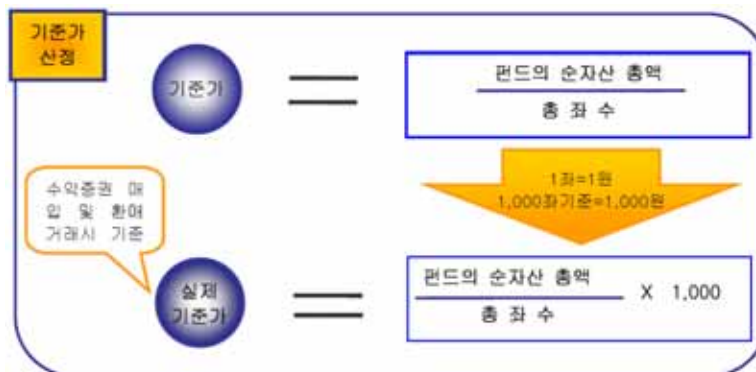 기준가
산정
기준가
펀드의 순자산 총액
총 좌 수
1좌=1원
1,000좌기준=1,000원
수익증권 매
입 및 환매
거래시 기준
실제
기준가
펀드의 순자산 총액
총 좌 수
X 1,000